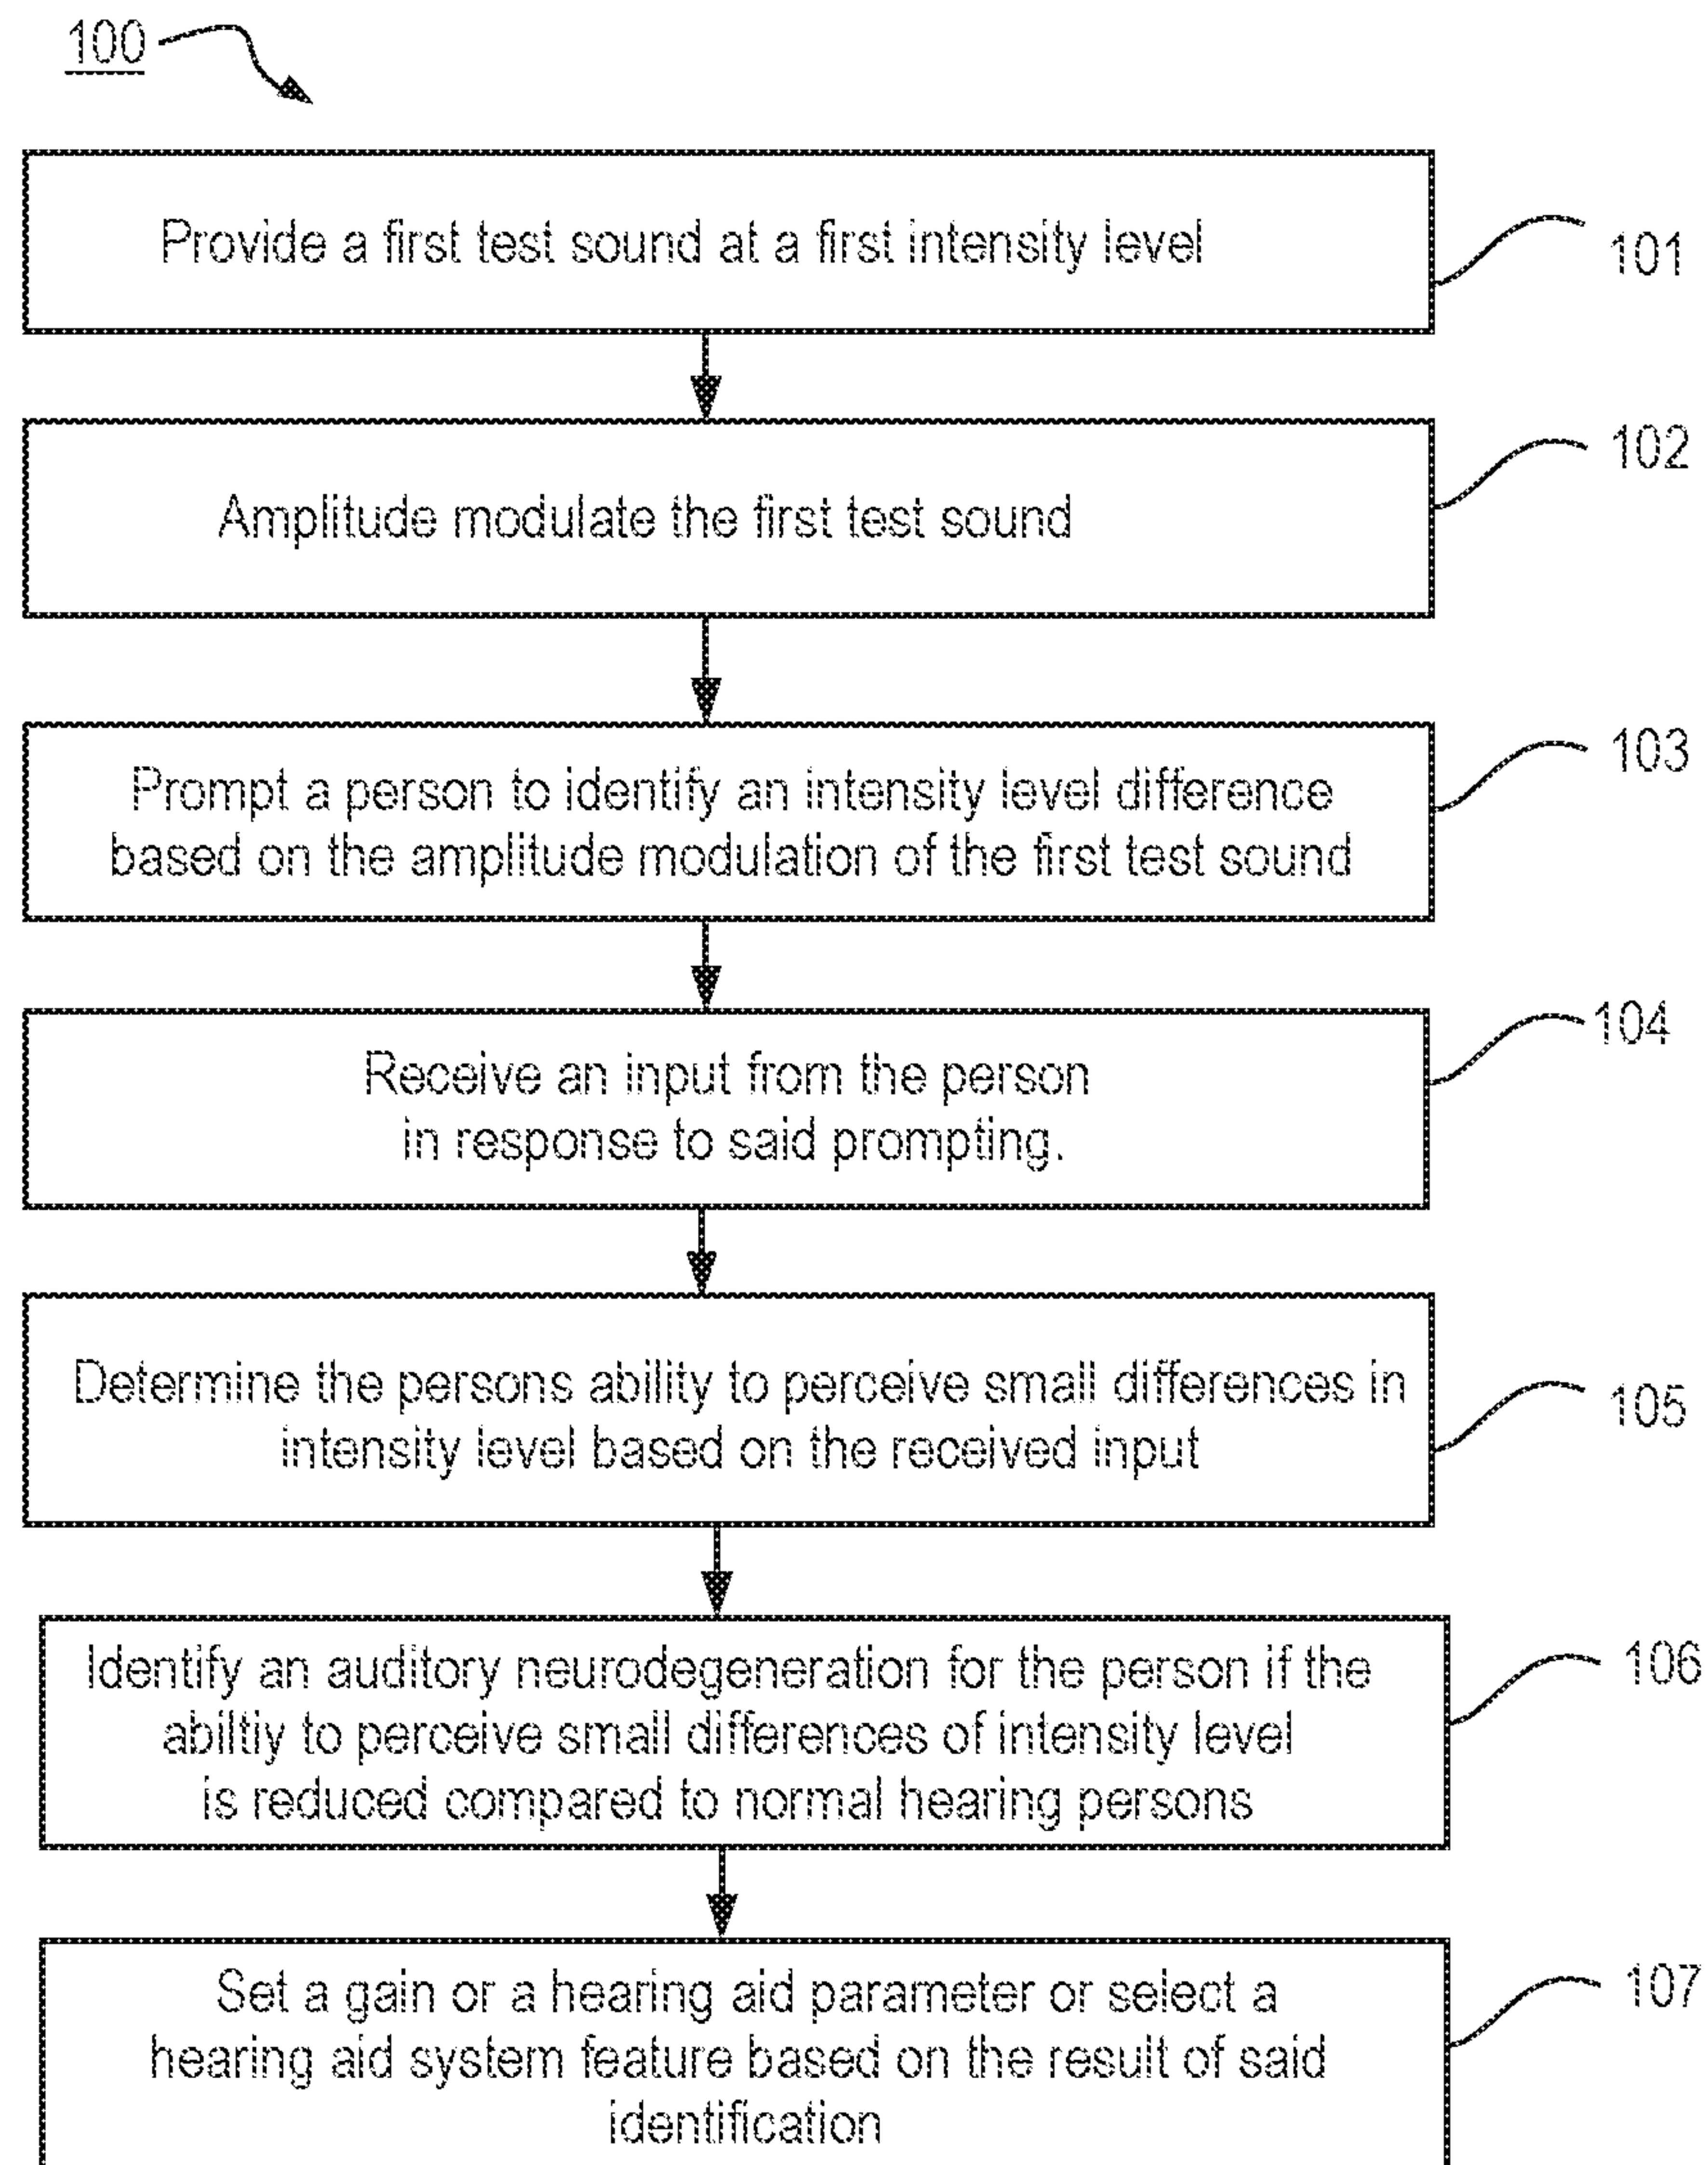 100
Provide a first test sound at a first intensity level
101
Amplitude modulate the first test sound
102
Prompt a person to identify an intensity level difference
based on the amplitude modulation of the first test sound
103
Receive an input from the person
in response to said prompting.
104
Determine the persons ability to perceive small differences in
intensity level based on the received input
105
Identify an auditory neurodegeneration for the person if the
abiltiy to perceive small differences of intensity level
is reduced compared to normal hearing persons
106
Set a gain or a hearing aid parameter or select a
hearing aid system feature based on the result of said
identification
107